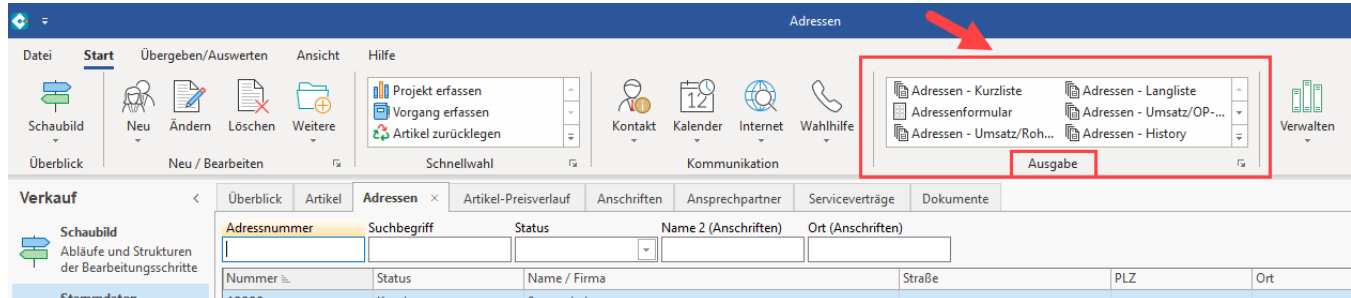 Adressen
Datei Start Übergeben/Auswerten Ansicht Hilfe
Projekt erfassen
Vorgang erfassen
Artikel zurücklegen
Adressen - Kurzliste Adressen - Langliste
Adressenformular Adressen - Umsatz/OP-...
Adressen - Umsatz/Roh... Adressen - History
12
Schaubild Neu Ändern Löschen Weitere Kontakt Kalender Internet Wahlhilfe Verwalten
Überblick Neu / Bearbeiten Schnellwahl Kommunikation Ausgabe
Verkauf Überblick Artikel Adressen Artikel-Preisverlauf Anschriften Ansprechpartner Serviceverträge Dokumente
Schaubild
Abläufe und Strukturen
der Bearbeitungsschritte
Adressnummer Suchbegriff Status Name 2 (Anschriften) Ort (Anschriften)
Nummer Status Name / Firma Straße PLZ Ort